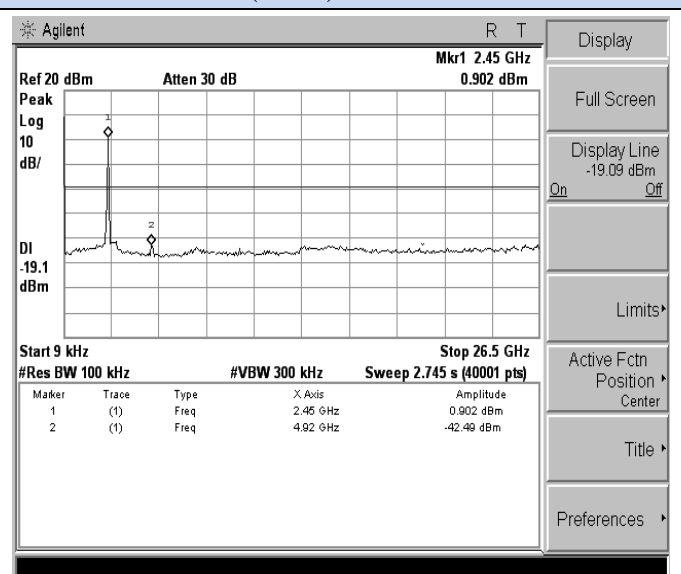 Agilent R T
Mkr1 2.45 GHz
Ref 20 dBm Atten 30 dB 0.902 dBm
Peak
Log
10
dB/
1
2
DI
-19.1
dBm
Start 9 kHz Stop 26.5 GHz
#Res BW 100 kHz #VBW 300 kHz Sweep 2.745 s (40001 pts)
Marker Trace Type X Axis Amplitude
1 (1) Freq 2.45 GHz 0.902 dBm
2 (1) Freq 4.92 GHz -42.49 dBm
Display
Full Screen
Display Line
-19.09 dBm
On Off
Limits
Active Fctn
Position
Center
Title
Preferences